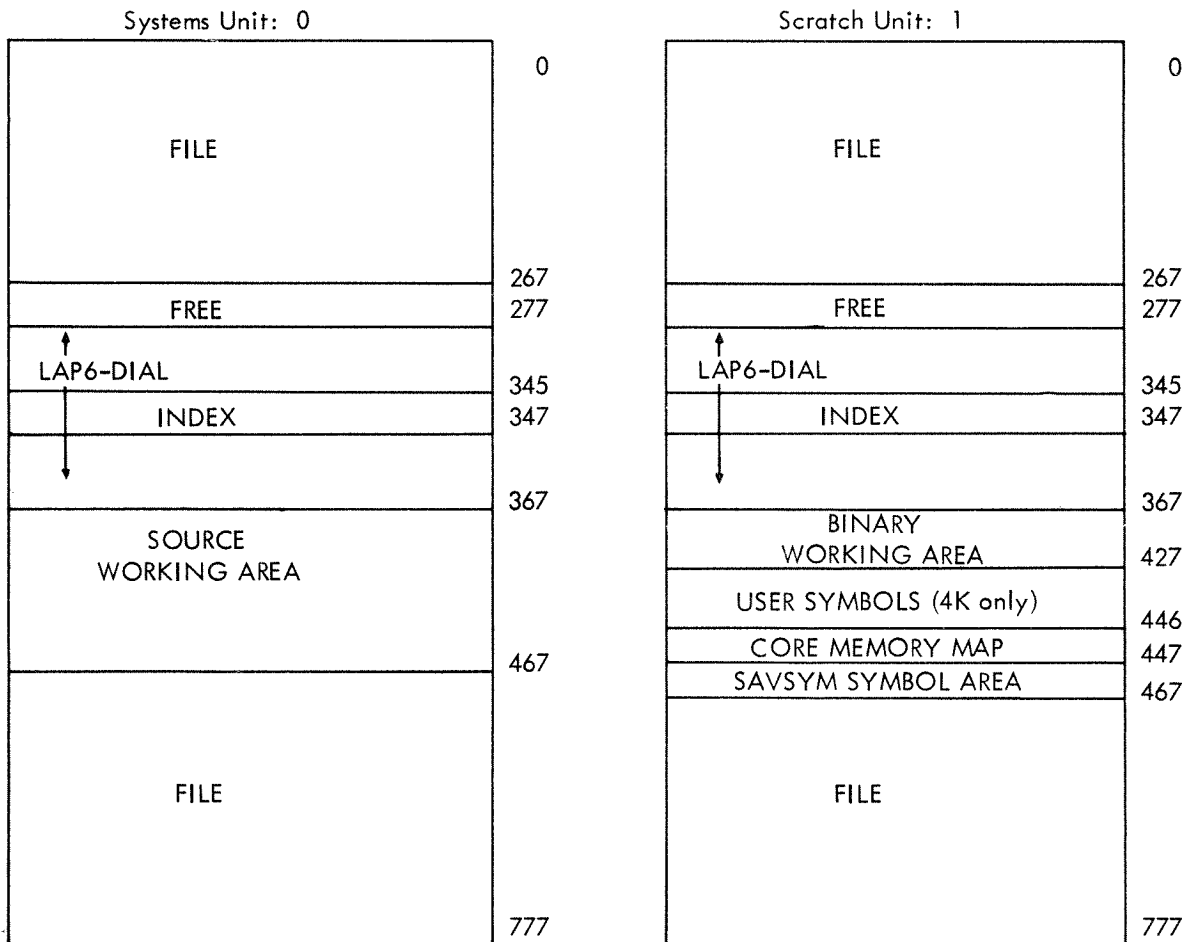 Systems Unit: 0
0
FILE
267
FREE
277
LAP6-DIAL
345
INDEX
347
367
SOURCE
WORKING AREA
467
FILE
777
Scratch Unit: 1
0
FILE
267
FREE
277
LAP6-DIAL
345
INDEX
347
367
BINARY
WORKING AREA
427
USER SYMBOLS (4K only)
446
CORE MEMORY MAP
447
SAVSYM SYMBOL AREA
467
FILE
777